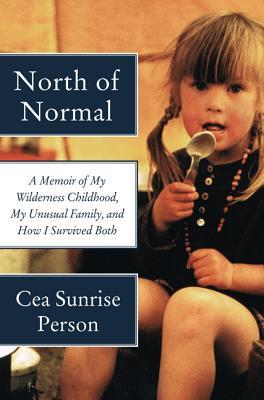 North of
Normal
A Memoir of My
Wilderness Childhood,
My Unusual Family, and
How I Survived Both
Cea Sunrise
Person